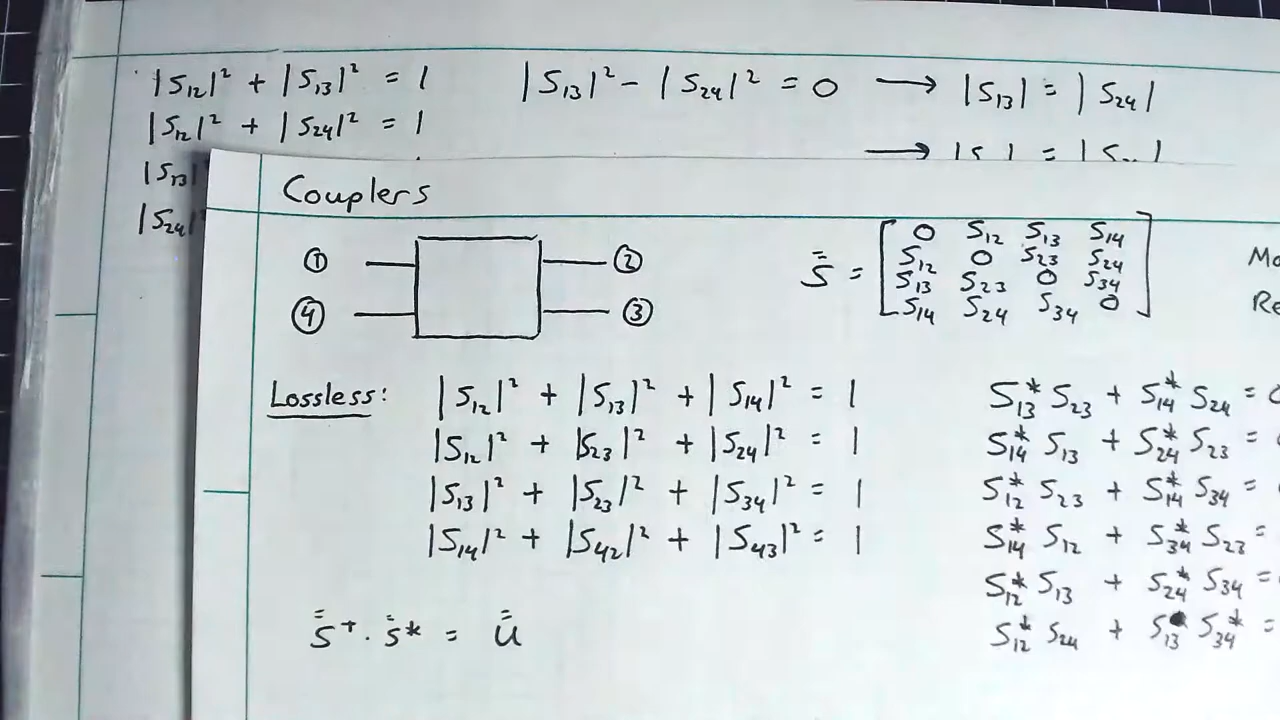 |S₁₂|² + |S₁₃|² = 1 |S₁₃|² - |S₂₄|² = 0 → |S₁₃| = |S₂₄|
|S₁₂|² + |S₂₄|² = 1
|S₁₃|
|S₂₄|
Couplers
① ②
④ ③
S̿ = [0 S₁₂ S₁₃ S₁₄
S₁₂ 0 S₂₃ S₂₄
S₁₃ S₂₃ 0 S₃₄
S₁₄ S₂₄ S₃₄ 0]
Lossless: |S₁₂|² + |S₁₃|² + |S₁₄|² = 1
|S₁₂|² + |S₂₃|² + |S₂₄|² = 1
|S₁₃|² + |S₂₃|² + |S₃₄|² = 1
|S₁₄|² + |S₄₂|² + |S₄₃|² = 1
S₁₃* S₂₃ + S₁₄* S₂₄ = 0
S₁₄* S₁₃ + S₂₄* S₂₃ =
S₁₂* S₂₃ + S₁₄* S₃₄ =
S₁₄* S₁₂ + S₃₄* S₂₃ =
S₁₂* S₁₃ + S₂₄* S₃₄ =
S₁₂* S₂₄ + S₁₃ S₃₄* =
S̿⁺ · S̿* = U̿